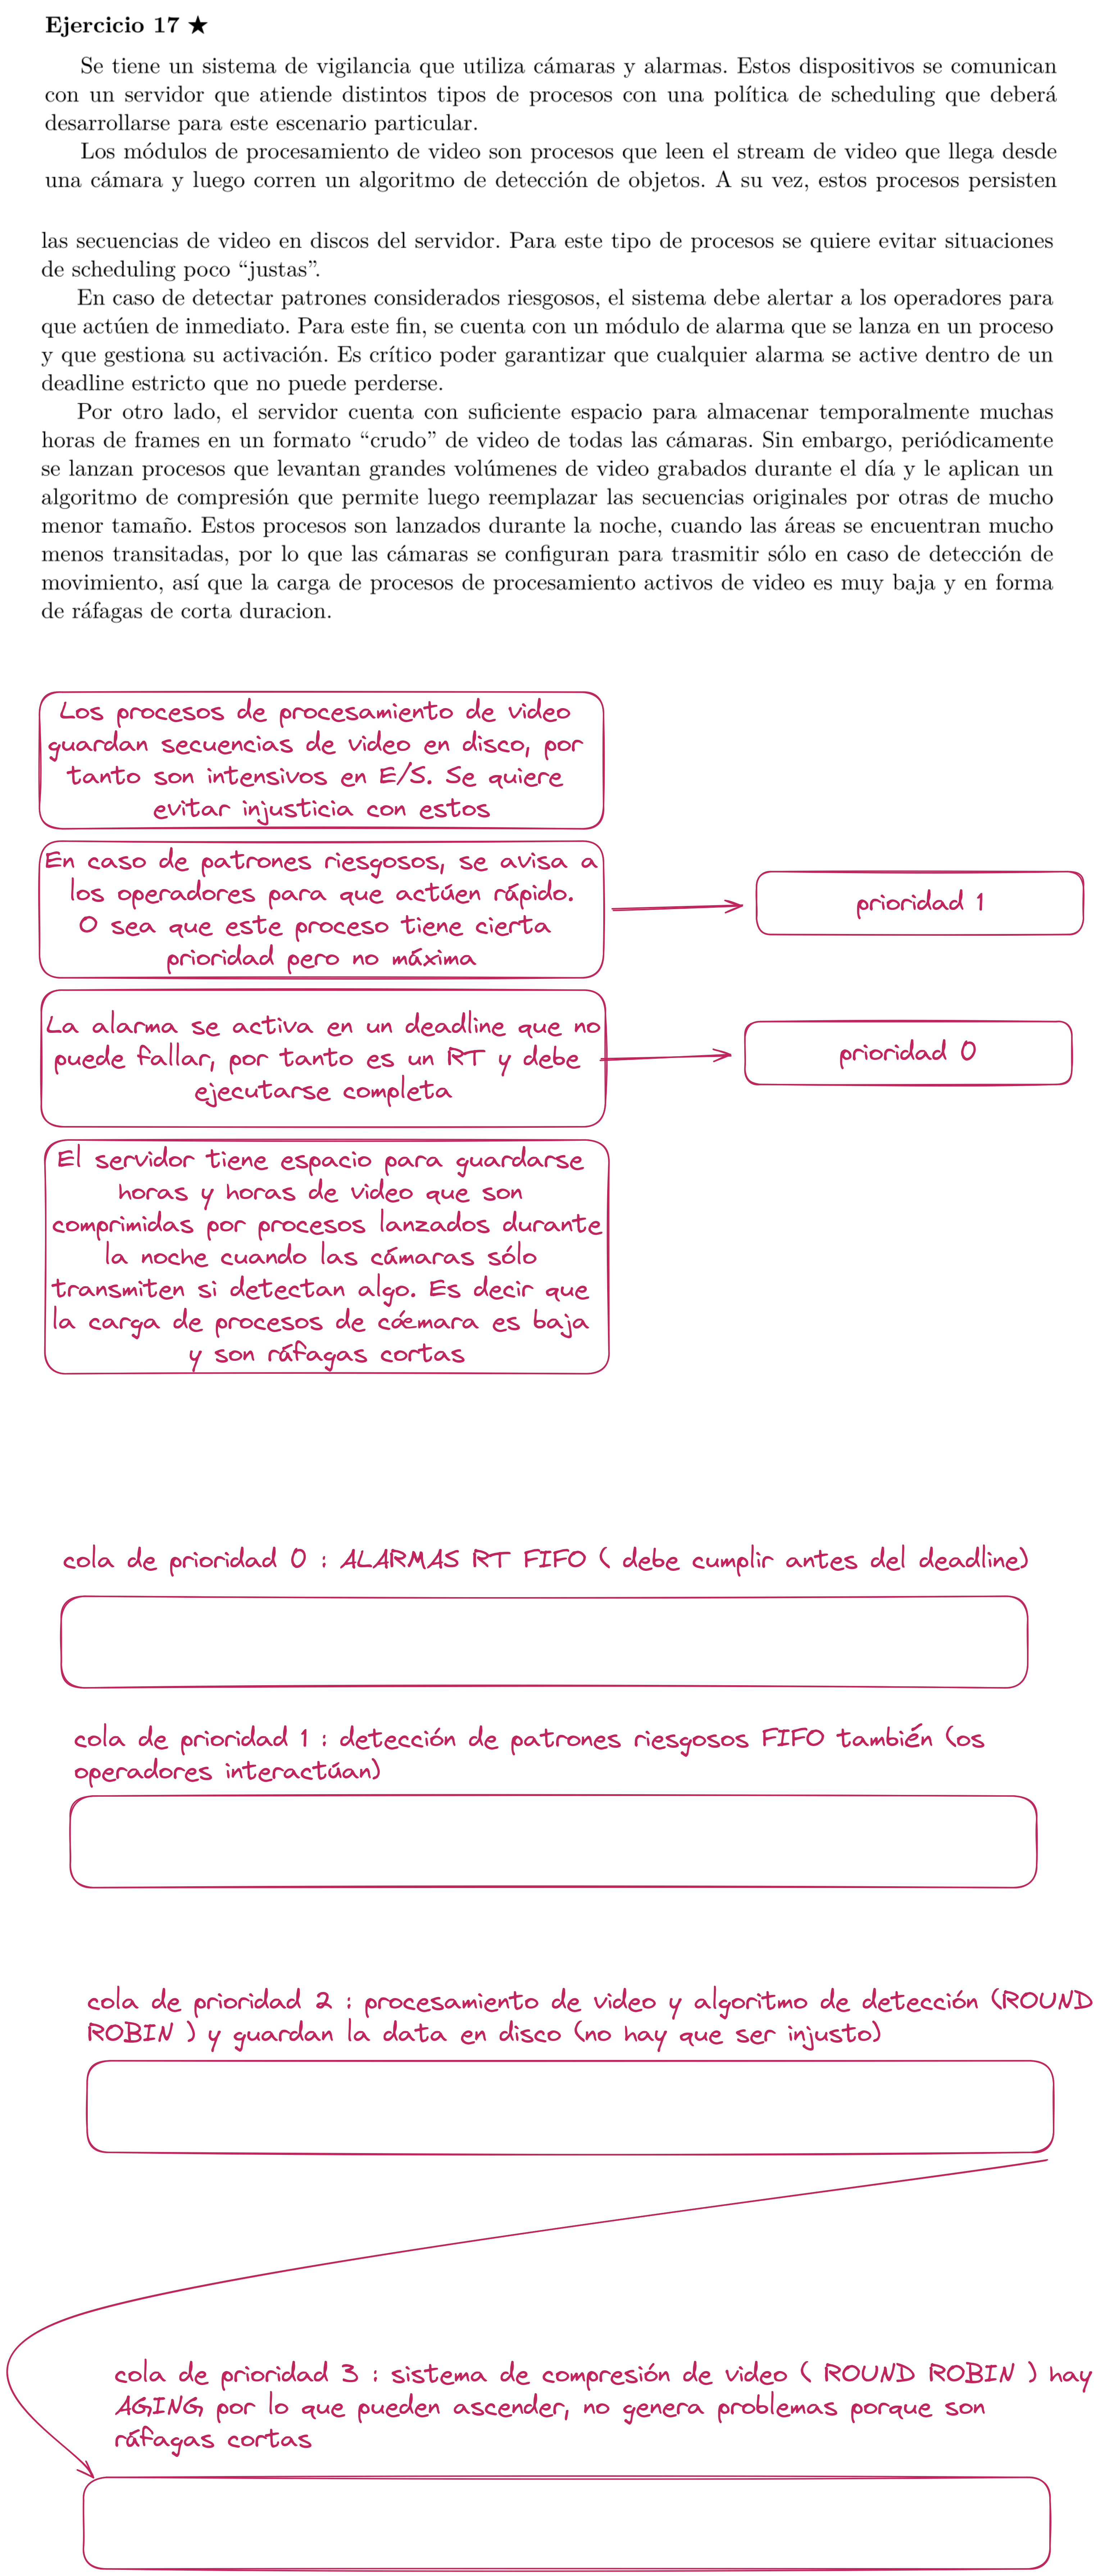 Ejercicio 17 ★
Se tiene un sistema de vigilancia que utiliza cámaras y alarmas. Estos dispositivos se comunican
con un servidor que atiende distintos tipos de procesos con una política de scheduling que deberá
desarrollarse para este escenario particular.
Los módulos de procesamiento de video son procesos que leen el stream de video que llega desde
una cámara y luego corren un algoritmo de detección de objetos. A su vez, estos procesos persisten
las secuencias de video en discos del servidor. Para este tipo de procesos se quiere evitar situaciones
de scheduling poco “justas”.
En caso de detectar patrones considerados riesgosos, el sistema debe alertar a los operadores para
que actúen de inmediato. Para este fin, se cuenta con un módulo de alarma que se lanza en un proceso
y que gestiona su activación. Es crítico poder garantizar que cualquier alarma se active dentro de un
deadline estricto que no puede perderse.
Por otro lado, el servidor cuenta con suficiente espacio para almacenar temporalmente muchas
horas de frames en un formato “crudo” de video de todas las cámaras. Sin embargo, periódicamente
se lanzan procesos que levantan grandes volúmenes de video grabados durante el día y le aplican un
algoritmo de compresión que permite luego reemplazar las secuencias originales por otras de mucho
menor tamaño. Estos procesos son lanzados durante la noche, cuando las áreas se encuentran mucho
menos transitadas, por lo que las cámaras se configuran para trasmitir sólo en caso de detección de
movimiento, así que la carga de procesos de procesamiento activos de video es muy baja y en forma
de ráfagas de corta duracion.
Los procesos de procesamiento de video
guardan secuencias de video en disco, por
tanto son intensivos en E/S. Se quiere
evitar injusticia con estos
En caso de patrones riesgosos, se avisa a
los operadores para que actúen rápido.
O sea que este proceso tiene cierta
prioridad pero no máxima
prioridad 1
La alarma se activa en un deadline que no
puede fallar, por tanto es un RT y debe
ejecutarse completa
prioridad 0
El servidor tiene espacio para guardarse
horas y horas de video que son
comprimidas por procesos lanzados durante
la noche cuando las cámaras sólo
transmiten si detectan algo. Es decir que
la carga de procesos de cóemara es baja
y son ráfagas cortas
cola de prioridad 0 : ALARMAS RT FIFO ( debe cumplir antes del deadline)
cola de prioridad 1 : detección de patrones riesgosos FIFO también (os
operadores interactúan)
cola de prioridad 2 : procesamiento de video y algoritmo de detección (ROUND
ROBIN ) y guardan la data en disco (no hay que ser injusto)
cola de prioridad 3 : sistema de compresión de video ( ROUND ROBIN ) hay
AGING por lo que pueden ascender, no genera problemas porque son
ráfagas cortas